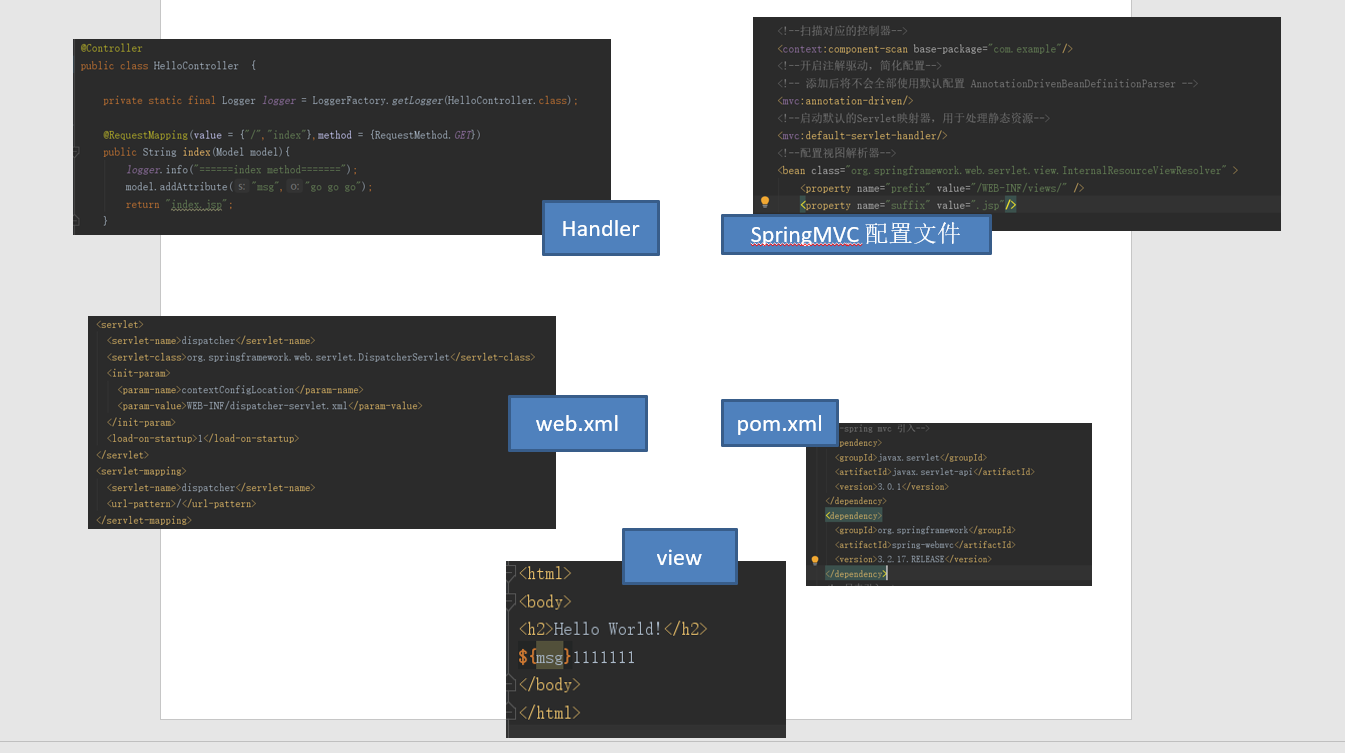 @Controller
public class HelloController {
private static final Logger logger = LoggerFactory.getLogger(HelloController.class);
@RequestMapping(value = {"/","index"},method = {RequestMethod.GET})
public String index(Model model){
logger.info("======index method=======");
model.addAttribute( s: "msg", o: "go go go");
return "index.jsp";
}
Handler
<!--扫描对应的控制器-->
<context:component-scan base-package="com.example"/>
<!--开启注解驱动，简化配置-->
<!-- 添加后将不会全部使用默认配置 AnnotationDrivenBeanDefinitionParser -->
<mvc:annotation-driven/>
<!--启动默认的Servlet映射器，用于处理静态资源-->
<mvc:default-servlet-handler/>
<!--配置视图解析器-->
<bean class="org.springframework.web.servlet.view.InternalResourceViewResolver" >
<property name="prefix" value="/WEB-INF/views/" />
<property name="suffix" value=".jsp"/>
SpringMVC 配置文件
<servlet>
<servlet-name>dispatcher</servlet-name>
<servlet-class>org.springframework.web.servlet.DispatcherServlet</servlet-class>
<init-param>
<param-name>contextConfigLocation</param-name>
<param-value>WEB-INF/dispatcher-servlet.xml</param-value>
</init-param>
<load-on-startup>1</load-on-startup>
</servlet>
<servlet-mapping>
<servlet-name>dispatcher</servlet-name>
<url-pattern>/</url-pattern>
</servlet-mapping>
web.xml
pom.xml
-spring mvc 引入-->
pendency>
<groupId>javax.servlet</groupId>
<artifactId>javax.servlet-api</artifactId>
<version>3.0.1</version>
</dependency>
<dependency>
<groupId>org.springframework</groupId>
<artifactId>spring-webmvc</artifactId>
<version>3.2.17.RELEASE</version>
</dependency>
view
<html>
<body>
<h2>Hello World!</h2>
${msg}1111111
</body>
</html>